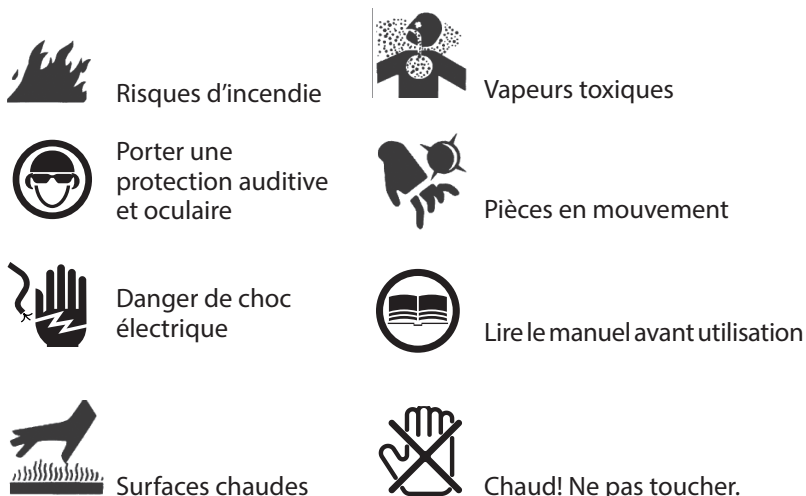 Risques d'incendie
Vapeurs toxiques
Porter une
protection auditive
et oculaire
Pièces en mouvement
Danger de choc
électrique
Lire le manuel avant utilisation
Surfaces chaudes
Chaud! Ne pas toucher.